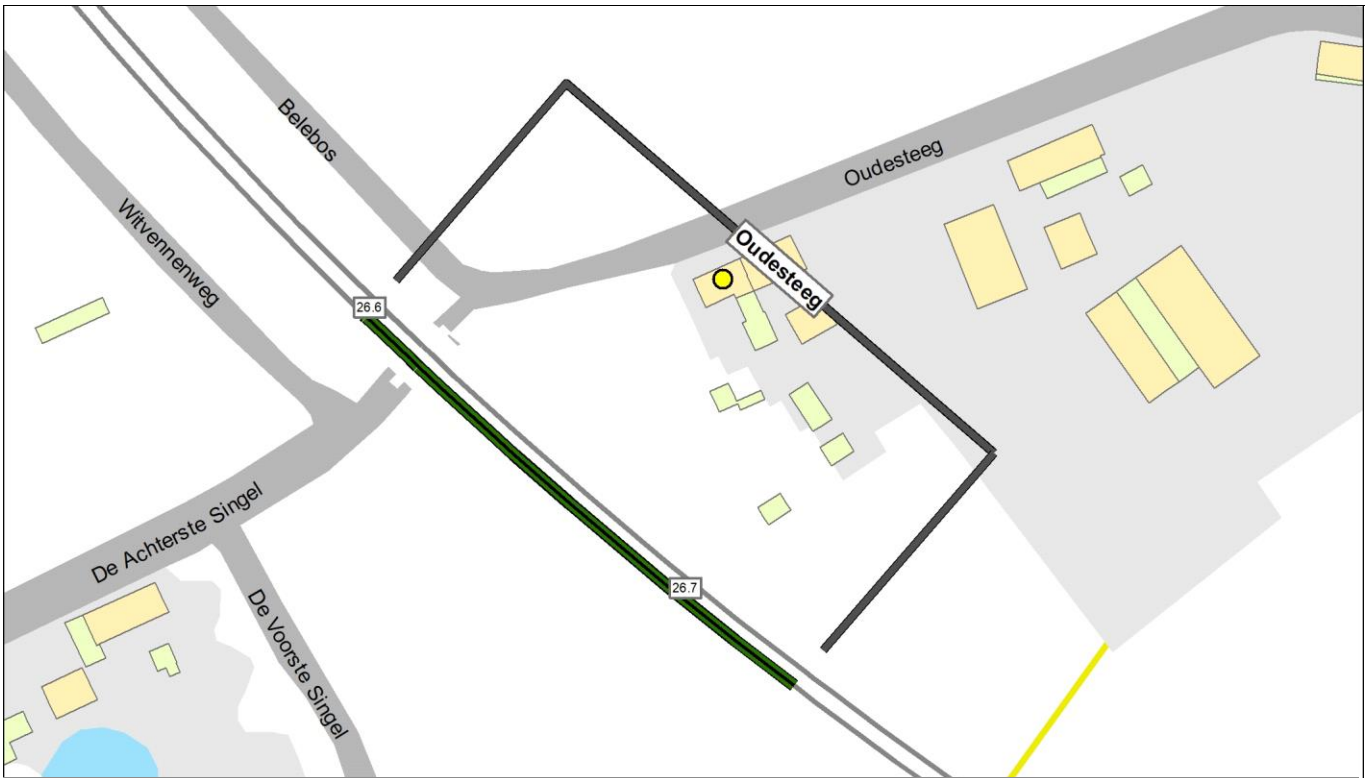 Belebos
Oudesteeg
Witvennenweg
Oudesteeg
26.6
De Achterste Singel
26.7
De Voorste Singel